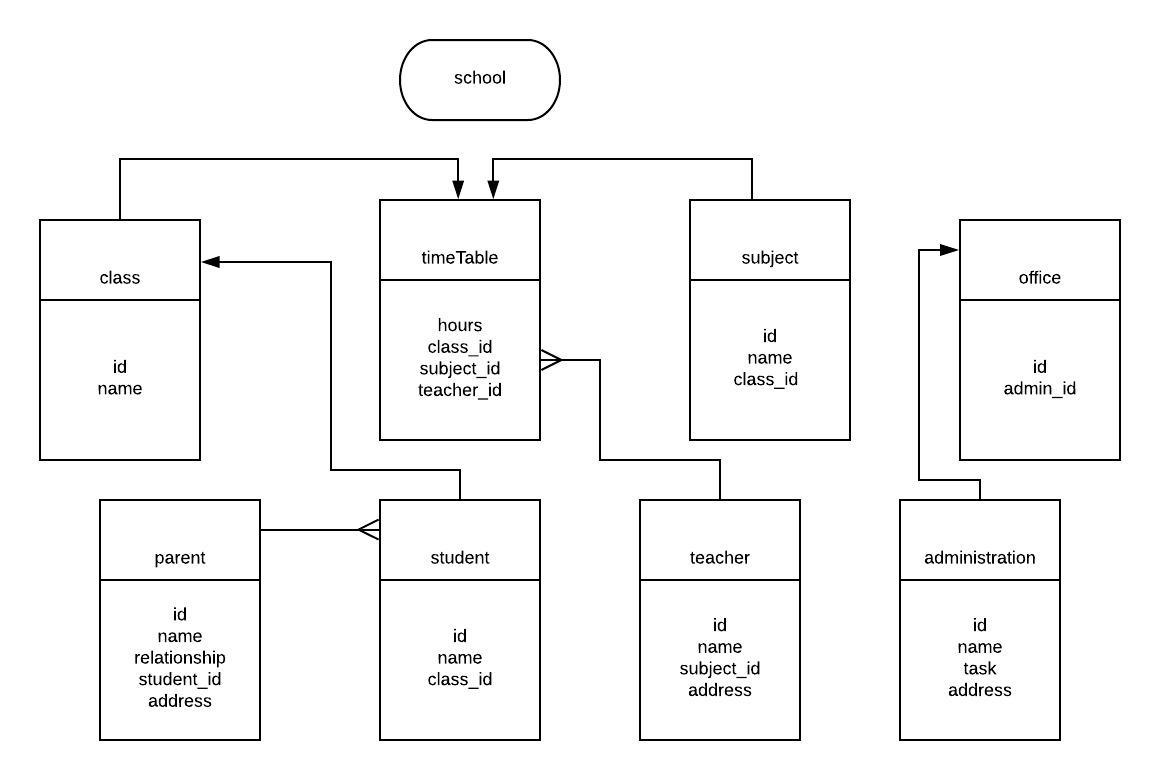 school
class
id
name
timeTable
hours
class_id
subject_id
teacher_id
subject
id
name
class_id
office
id
admin_id
parent
id
name
relationship
student_id
address
student
id
name
class_id
teacher
id
name
subject_id
address
administration
id
name
task
address